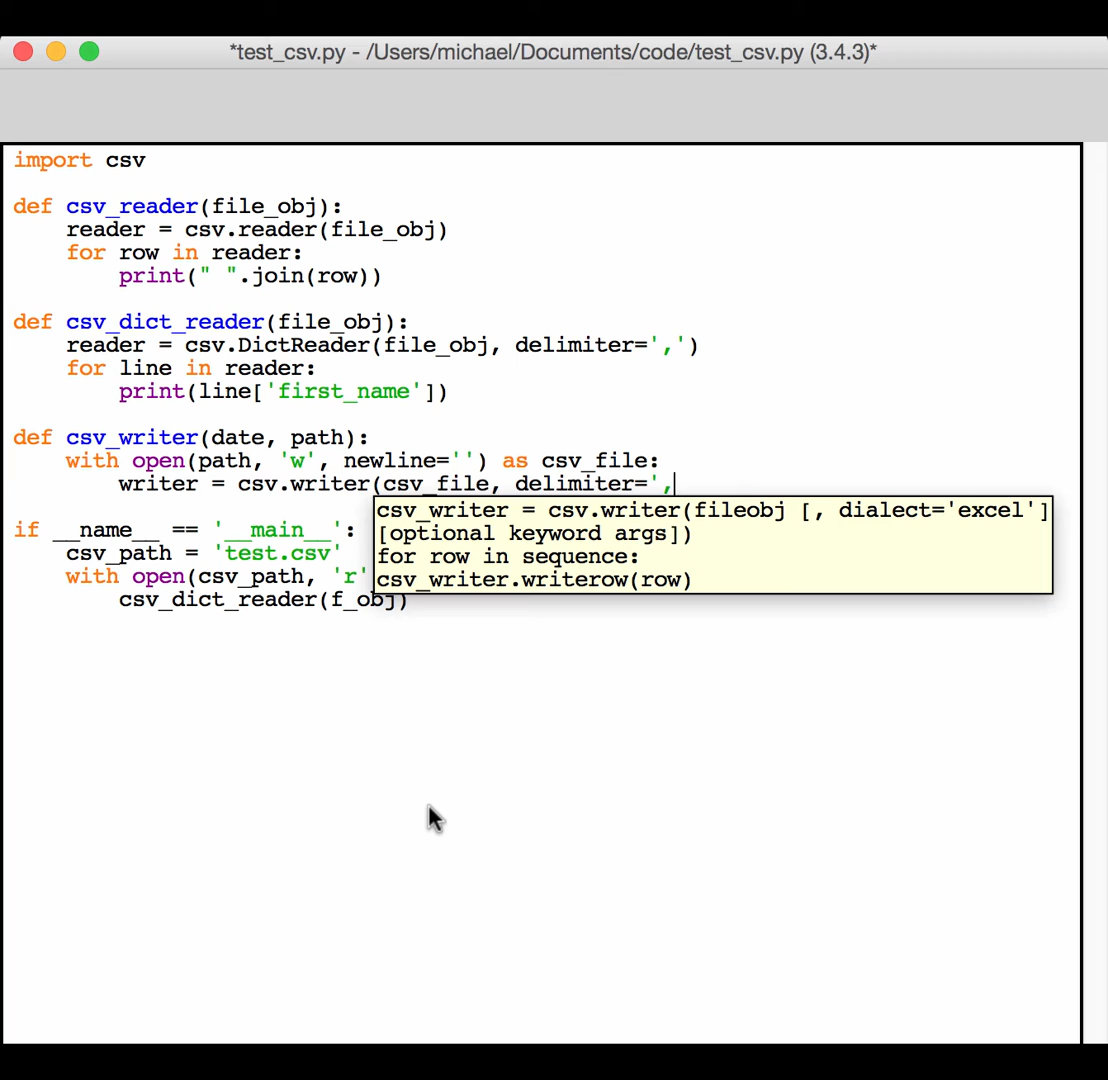 *test_csv.py - /Users/michael/Documents/code/test_csv.py (3.4.3)*
import csv
def csv_reader(file_obj):
    reader = csv.reader(file_obj)
    for row in reader:
        print(" ".join(row))
def csv_dict_reader(file_obj):
    reader = csv.DictReader(file_obj, delimiter=',')
    for line in reader:
        print(line['first_name'])
def csv_writer(date, path):
    with open(path, 'w', newline='') as csv_file:
        writer = csv.writer(csv_file, delimiter=',
csv_writer = csv.writer(fileobj [, dialect='excel']
[optional keyword args])
for row in sequence:
csv_writer.writerow(row)
if __name__ == '__main__':
    csv_path = 'test.csv'
    with open(csv_path, 'r'
        csv_dict_reader(f_obj)